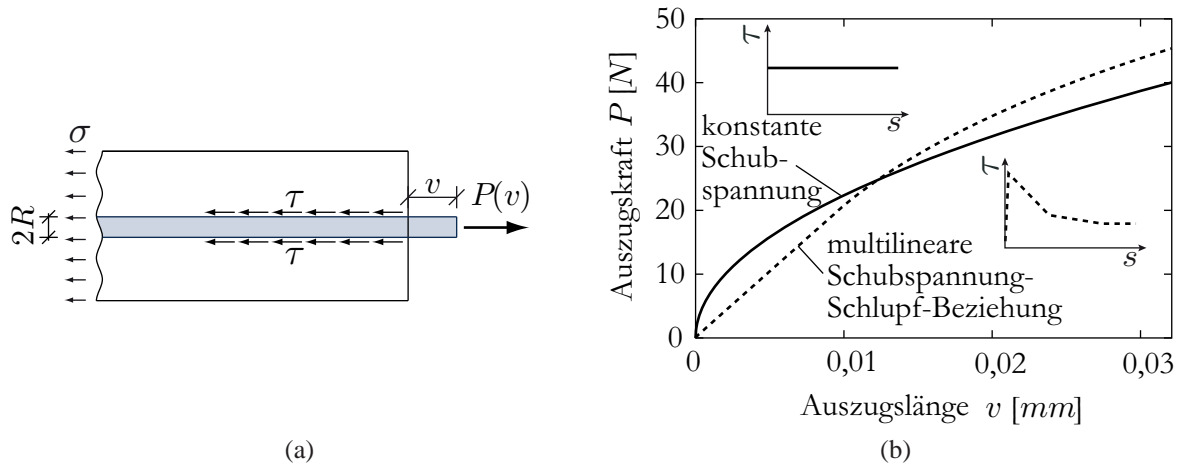 σ
2R
τ
τ
v
P(v)
(a)
Auszugskraft P [N]
50
40
30
20
10
0
τ
s
konstante
Schub-
spannung
τ
s
multilineare
Schubspannung-
Schlupf-Beziehung
0
0,01
0,02
0,03
Auszugslänge v [mm]
(b)